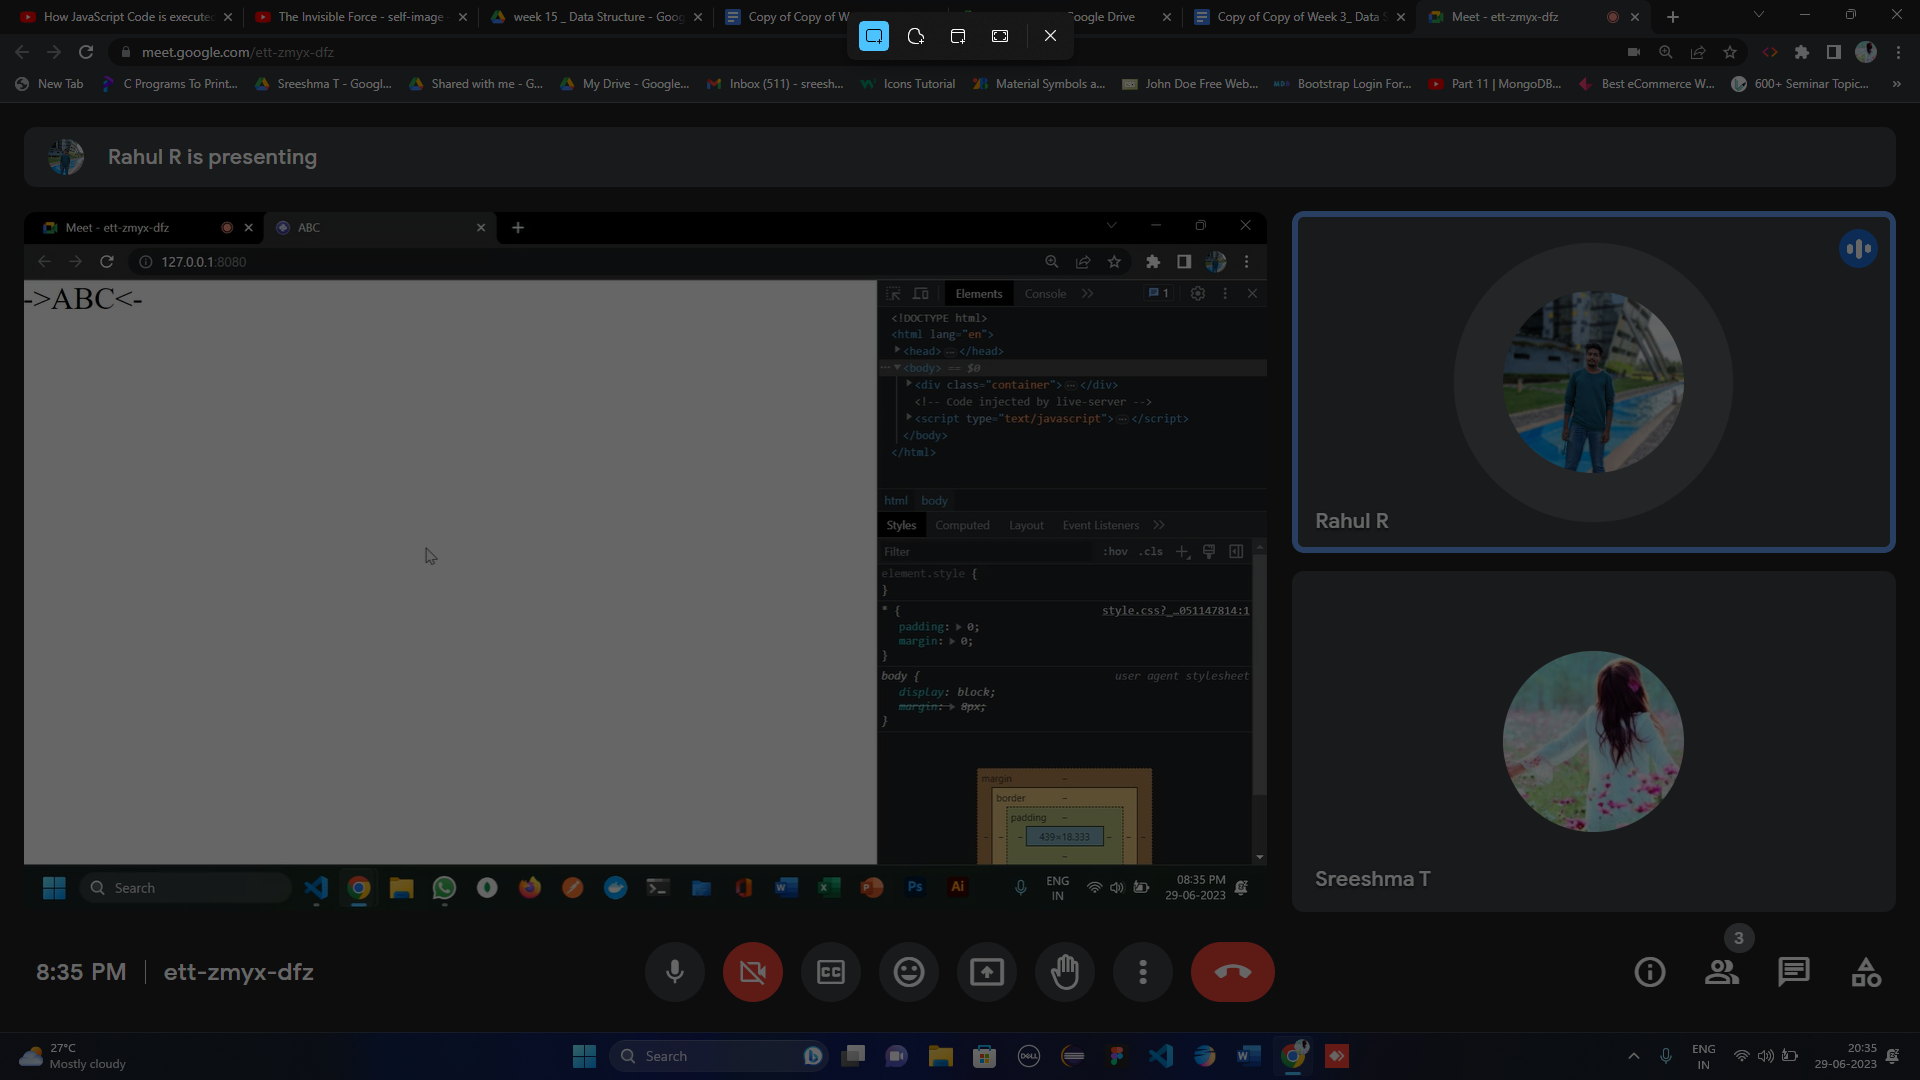 How JavaScript Code is execute
The Invisible Force - self-image -
week 15 _ Data Structure - Goog
Copy of Copy of W
Google Drive
Copy of Copy of Week 3_ Data S
Meet - ett-zmyx-dfz
meet.google.com/ett-zmyx-dfz
New Tab
C Programs To Print...
Sreeshma T - Googl...
Shared with me - G...
My Drive - Google...
Inbox (511) - sreesh...
Icons Tutorial
Material Symbols a...
John Doe Free Web...
Bootstrap Login For...
Part 11 | MongoDB...
Best eCommerce W...
600+ Seminar Topic...
»
Rahul R is presenting
Meet - ett-zmyx-dfz
ABC
127.0.0.1:8080
->ABC<-
Elements
Console
1
<!DOCTYPE html>
<html lang="en">
<head> … </head>
… <body> == $0
<div class="container"> … </div>
<!-- Code injected by live-server -->
<script type="text/javascript"> … </script>
</body>
</html>
html
body
Styles
Computed
Layout
Event Listeners
Filter
:hov
.cls
element.style {
}
* {
style.css?_…051147814:1
padding: 0;
margin: 0;
}
body {
user agent stylesheet
display: block;
margin: 8px;
}
margin
border
padding
439×18.333
Search
ENG
IN
08:35 PM
29-06-2023
Rahul R
Sreeshma T
8:35 PM
ett-zmyx-dfz
3
27°C
Mostly cloudy
Search
ENG
IN
20:35
29-06-2023